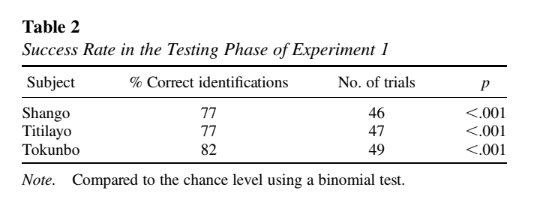 Table 2
Success Rate in the Testing Phase of Experiment 1
Subject % Correct identifications No. of trials p
Shango 77 46 <.001
Titilayo 77 47 <.001
Tokunbo 82 49 <.001
Note. Compared to the chance level using a binomial test.